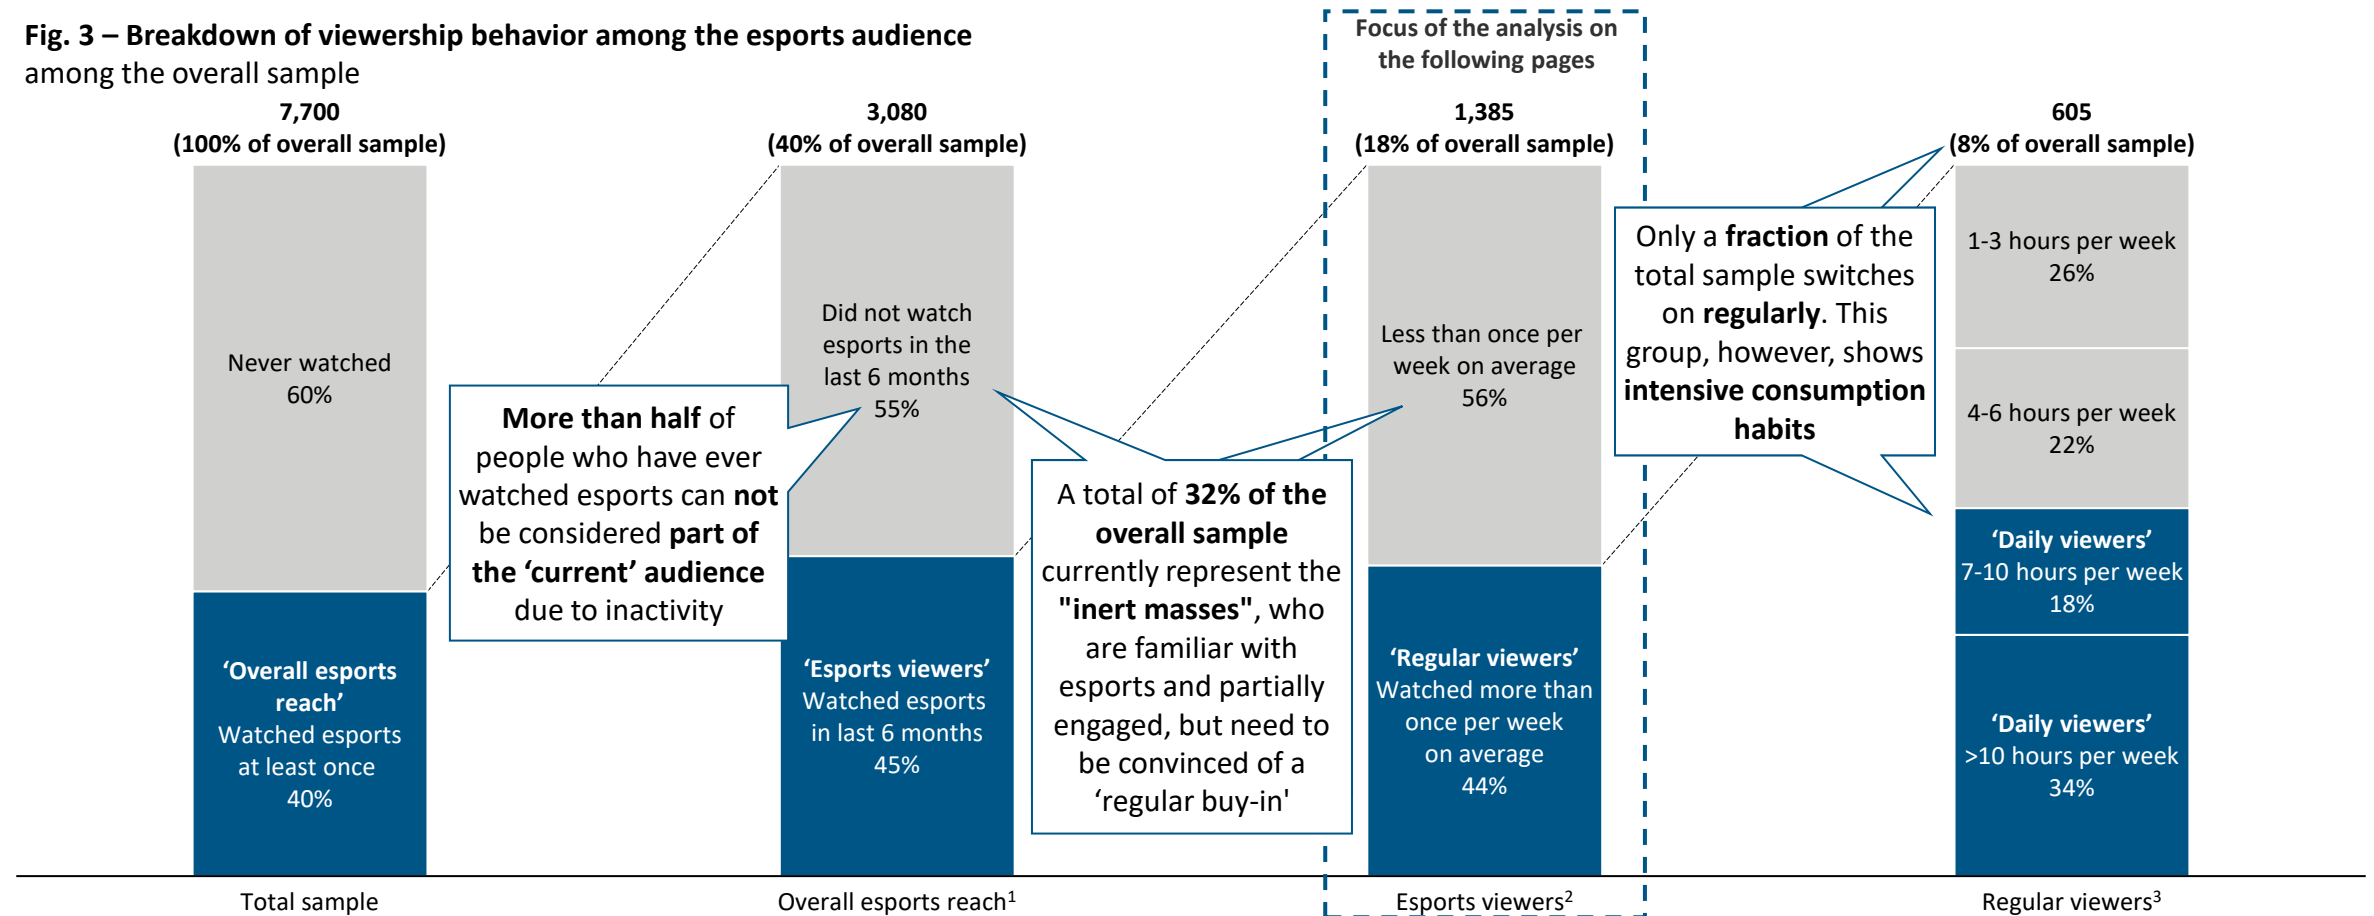 Fig. 3 – Breakdown of viewership behavior among the esports audience
among the overall sample
Focus of the analysis on
the following pages
7,700
(100% of overall sample)
Never watched
60%
‘Overall esports
reach’
Watched esports
at least once
40%
Total sample
More than half of
people who have ever
watched esports can not
be considered part of
the ‘current’ audience
due to inactivity
3,080
(40% of overall sample)
Did not watch
esports in the
last 6 months
55%
‘Esports viewers’
Watched esports
in last 6 months
45%
Overall esports reach¹
A total of 32% of the
overall sample
currently represent the
"inert masses", who
are familiar with
esports and partially
engaged, but need to
be convinced of a
‘regular buy-in'
1,385
(18% of overall sample)
Less than once per
week on average
56%
‘Regular viewers’
Watched more than
once per week
on average
44%
Esports viewers²
Only a fraction of the
total sample switches
on regularly. This
group, however, shows
intensive consumption
habits
605
(8% of overall sample)
1-3 hours per week
26%
4-6 hours per week
22%
‘Daily viewers’
7-10 hours per week
18%
‘Daily viewers’
>10 hours per week
34%
Regular viewers³